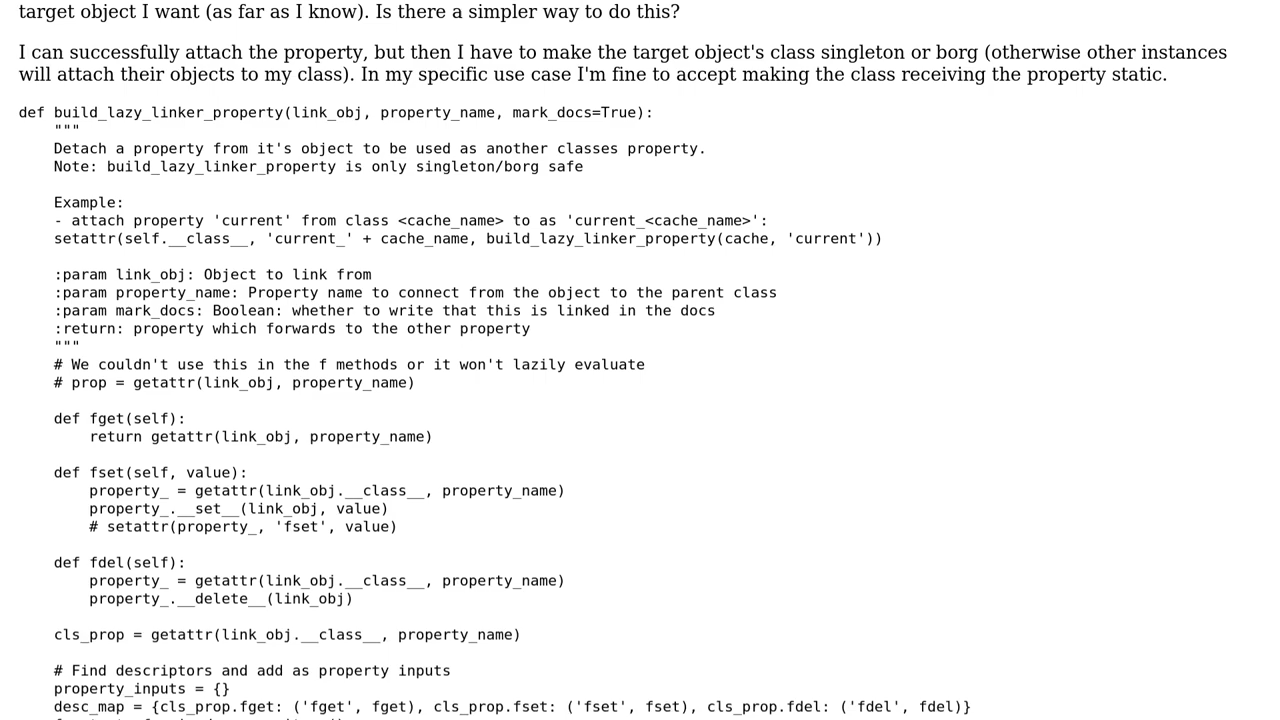 target object I want (as far as I know). Is there a simpler way to do this?
I can successfully attach the property, but then I have to make the target object's class singleton or borg (otherwise other instances
will attach their objects to my class). In my specific use case I'm fine to accept making the class receiving the property static.
def build_lazy_linker_property(link_obj, property_name, mark_docs=True):
    """
    Detach a property from it's object to be used as another classes property.
    Note: build_lazy_linker_property is only singleton/borg safe
    Example:
    - attach property 'current' from class <cache_name> to as 'current_<cache_name>':
    setattr(self.__class__, 'current_' + cache_name, build_lazy_linker_property(cache, 'current'))
    :param link_obj: Object to link from
    :param property_name: Property name to connect from the object to the parent class
    :param mark_docs: Boolean: whether to write that this is linked in the docs
    :return: property which forwards to the other property
    """
    # We couldn't use this in the f methods or it won't lazily evaluate
    # prop = getattr(link_obj, property_name)
    def fget(self):
        return getattr(link_obj, property_name)
    def fset(self, value):
        property_ = getattr(link_obj.__class__, property_name)
        property_.__set__(link_obj, value)
        # setattr(property_, 'fset', value)
    def fdel(self):
        property_ = getattr(link_obj.__class__, property_name)
        property_.__delete__(link_obj)
    cls_prop = getattr(link_obj.__class__, property_name)
    # Find descriptors and add as property inputs
    property_inputs = {}
    desc_map = {cls_prop.fget: ('fget', fget), cls_prop.fset: ('fset', fset), cls_prop.fdel: ('fdel', fdel)}